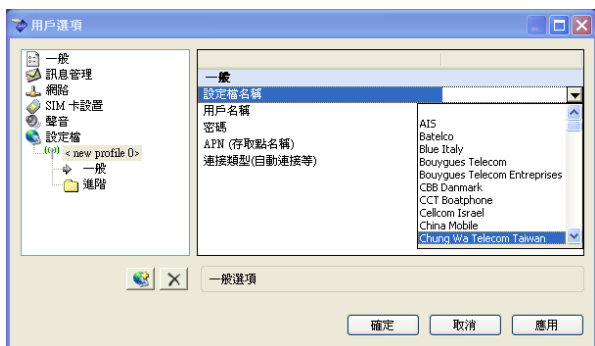 用戶選項
一般
訊息管理
網路
SIM 卡設置
聲音
設定檔
< new profile 0>
一般
進階
一般
設定檔名稱
用戶名稱
密碼
APN (存取點名稱)
連接類型(自動連接等)
AIS
Batelco
Blue Italy
Bouygues Telecom
Bouygues Telecom Entreprises
CBB Danmark
CCT Boatphone
Cellcom Israel
China Mobile
Chung Wa Telecom Taiwan
一般選項
確定
取消
應用